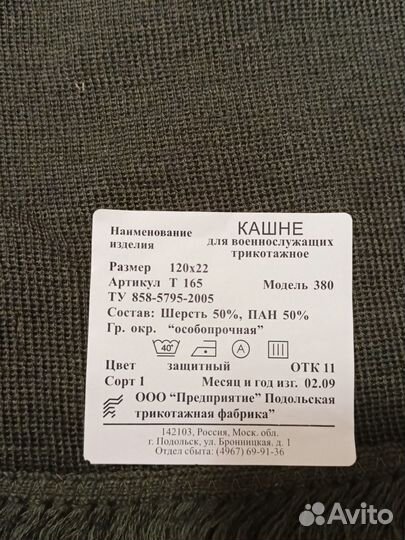 Наименование изделия КАШНЕ
для военнослужащих
трикотажное
Размер 120х22
Артикул Т 165 Модель 380
ТУ 858-5795-2005
Состав: Шерсть 50%, ПАН 50%
Гр. окр. “особопрочная”
40° А
Цвет защитный ОТК 11
Сорт 1 Месяц и год изг. 02.09
ООО “Предприятие” Подольская
трикотажная фабрика”
142103, Россия, Моск. обл.
г. Подольск, ул. Бронницкая, д. 1
Отдел сбыта: (4967) 69-91-36
Avito